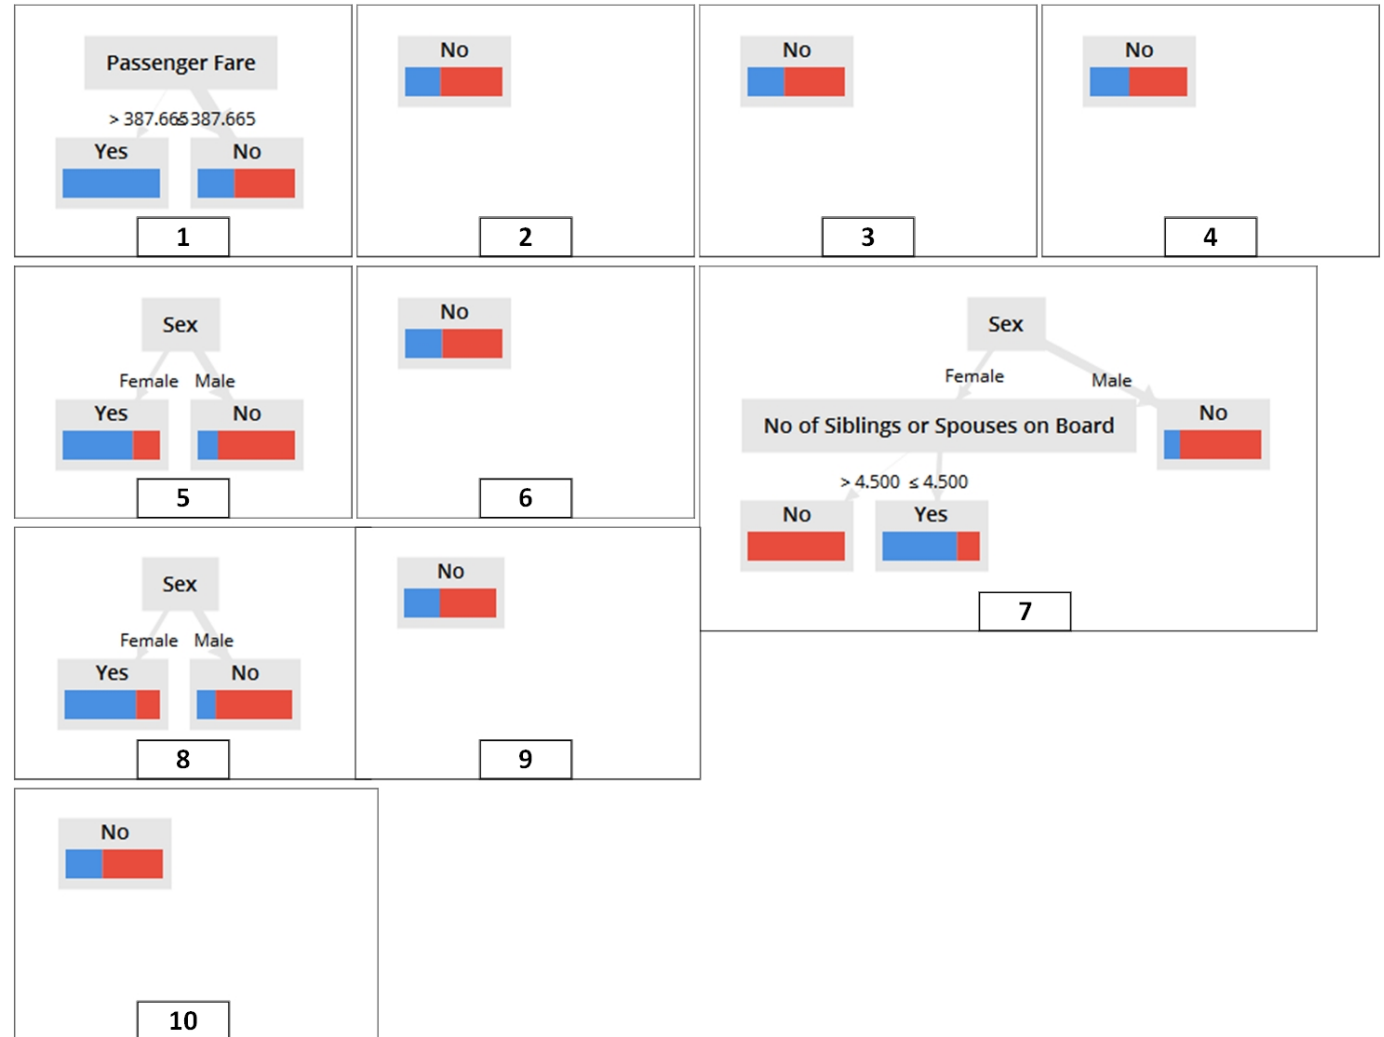 Passenger Fare
> 387.665 ≤ 387.665
Yes
No
1
No
2
No
3
No
4
Sex
Female Male
Yes
No
5
No
6
Sex
Female
Male
No of Siblings or Spouses on Board
No
> 4.500 ≤ 4.500
No
Yes
7
Sex
Female Male
Yes
No
8
No
9
No
10